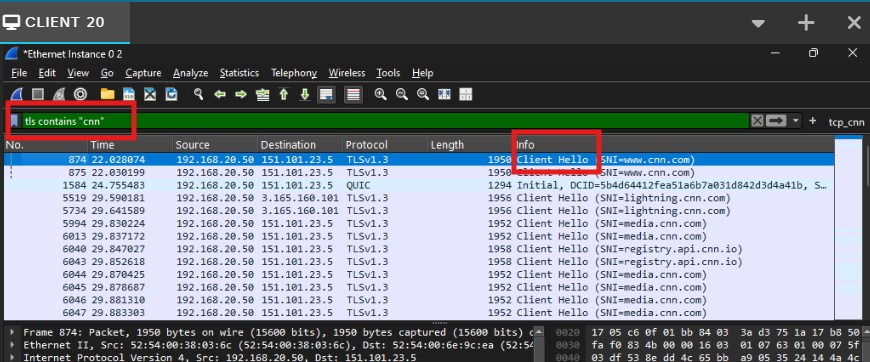 CLIENT 20
*Ethernet Instance 0 2
File Edit View Go Capture Analyze Statistics Telephony Wireless Tools Help
tls contains "cnn" + tcp_cnn
No. Time Source Destination Protocol Length Info
874 22.028074 192.168.20.50 151.101.23.5 TLSv1.3 1950 Client Hello (SNI=www.cnn.com)
875 22.030199 192.168.20.50 151.101.23.5 TLSv1.3 1950 Client Hello (SNI=www.cnn.com)
1584 24.755483 192.168.20.50 151.101.23.5 QUIC 1294 Initial, DCID=5b4d64412fea51a6b7a031d842d3d4a41b, S…
5519 29.590181 192.168.20.50 3.165.160.101 TLSv1.3 1956 Client Hello (SNI=lightning.cnn.com)
5734 29.641589 192.168.20.50 3.165.160.101 TLSv1.3 1956 Client Hello (SNI=lightning.cnn.com)
5994 29.830224 192.168.20.50 151.101.23.5 TLSv1.3 1952 Client Hello (SNI=media.cnn.com)
6013 29.837172 192.168.20.50 151.101.23.5 TLSv1.3 1952 Client Hello (SNI=media.cnn.com)
6040 29.847027 192.168.20.50 151.101.23.5 TLSv1.3 1958 Client Hello (SNI=registry.api.cnn.io)
6043 29.852618 192.168.20.50 151.101.23.5 TLSv1.3 1958 Client Hello (SNI=registry.api.cnn.io)
6044 29.870425 192.168.20.50 151.101.23.5 TLSv1.3 1952 Client Hello (SNI=media.cnn.com)
6045 29.878687 192.168.20.50 151.101.23.5 TLSv1.3 1952 Client Hello (SNI=media.cnn.com)
6046 29.881310 192.168.20.50 151.101.23.5 TLSv1.3 1952 Client Hello (SNI=media.cnn.com)
6047 29.883303 192.168.20.50 151.101.23.5 TLSv1.3 1952 Client Hello (SNI=media.cnn.com)
Frame 874: Packet, 1950 bytes on wire (15600 bits), 1950 bytes captured (15600 bits) 0020 17 05 c6 0f 01 bb 84 03 3a d3 75 1a 17 b8 50
Ethernet II, Src: 52:54:00:38:03:6c (52:54:00:38:03:6c), Dst: 52:54:00:6e:9c:ea (52:54 0030 fa f0 83 4b 00 00 16 03 01 07 63 01 00 07 5f
Internet Protocol Version 4, Src: 192.168.20.50, Dst: 151.101.23.5 0040 03 df 53 8e dd 4c 65 bb a9 05 35 24 14 4a